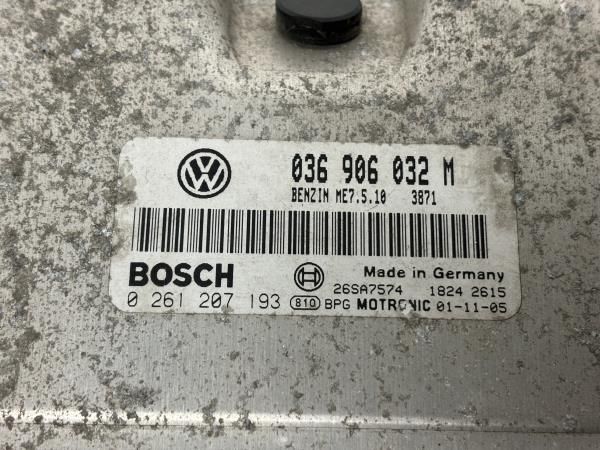 036 906 032 M
BENZIN ME7.5.10 3871
BOSCH
Made in Germany
26SA7574 1824 2615
0 261 207 193 810 BPG MOTRONIC 01-11-05